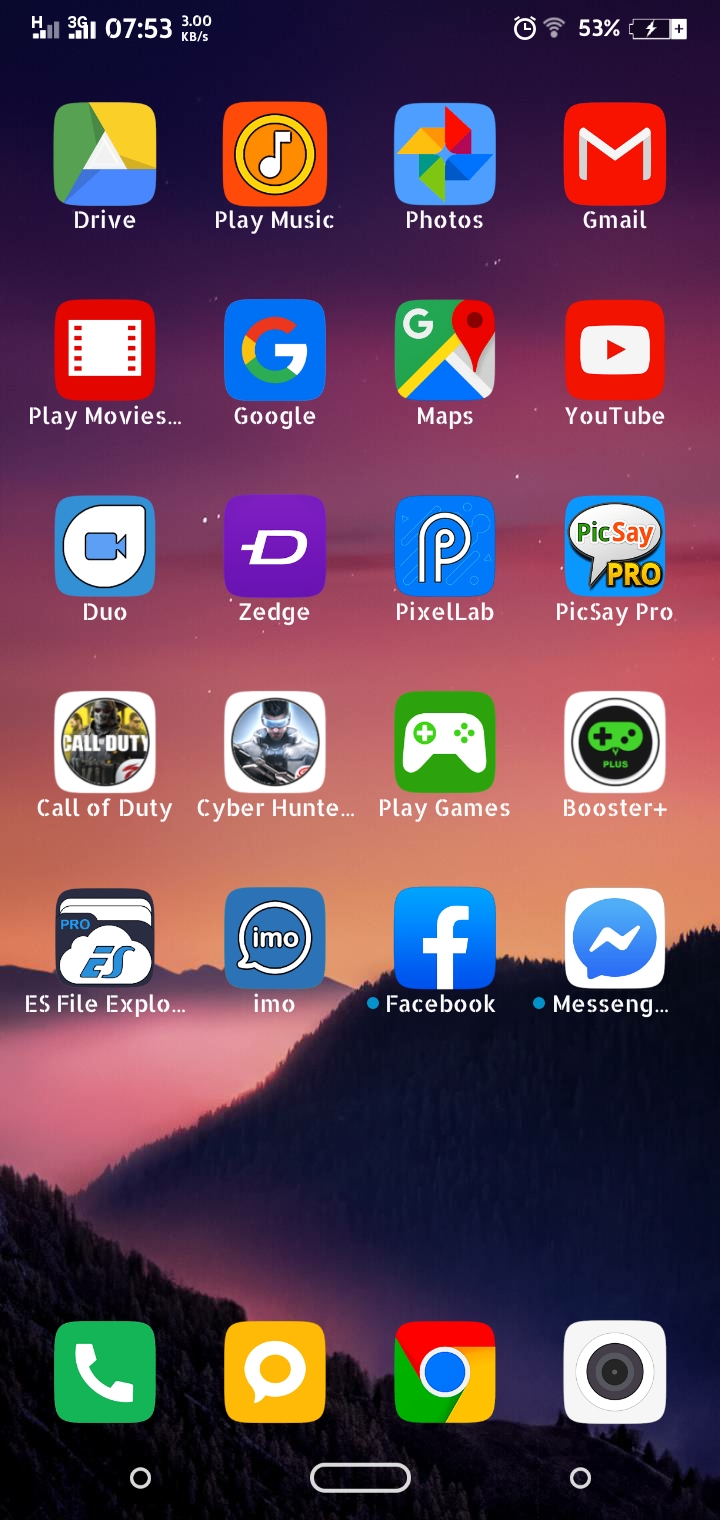 H 3G 07:53 3.00 KB/s 53%
Drive Play Music Photos Gmail
G
Play Movies... Google Maps YouTube
PicSay PRO
Duo Zedge PixelLab PicSay Pro
CALL OF DUTY PLUS
Call of Duty Cyber Hunte... Play Games Booster+
PRO ES imo
ES File Explo... imo Facebook Messeng...